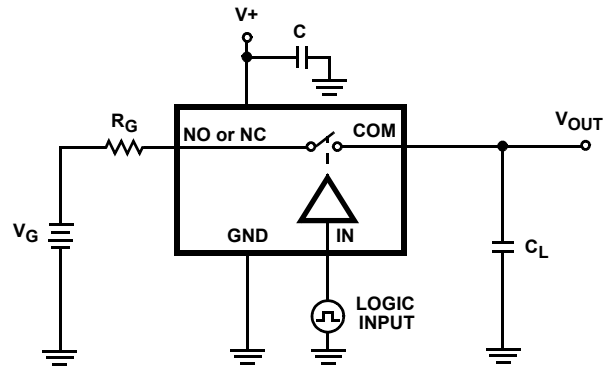 V+
C
RG
NO or NC
COM
VOUT
VG
GND
IN
CL
LOGIC
INPUT